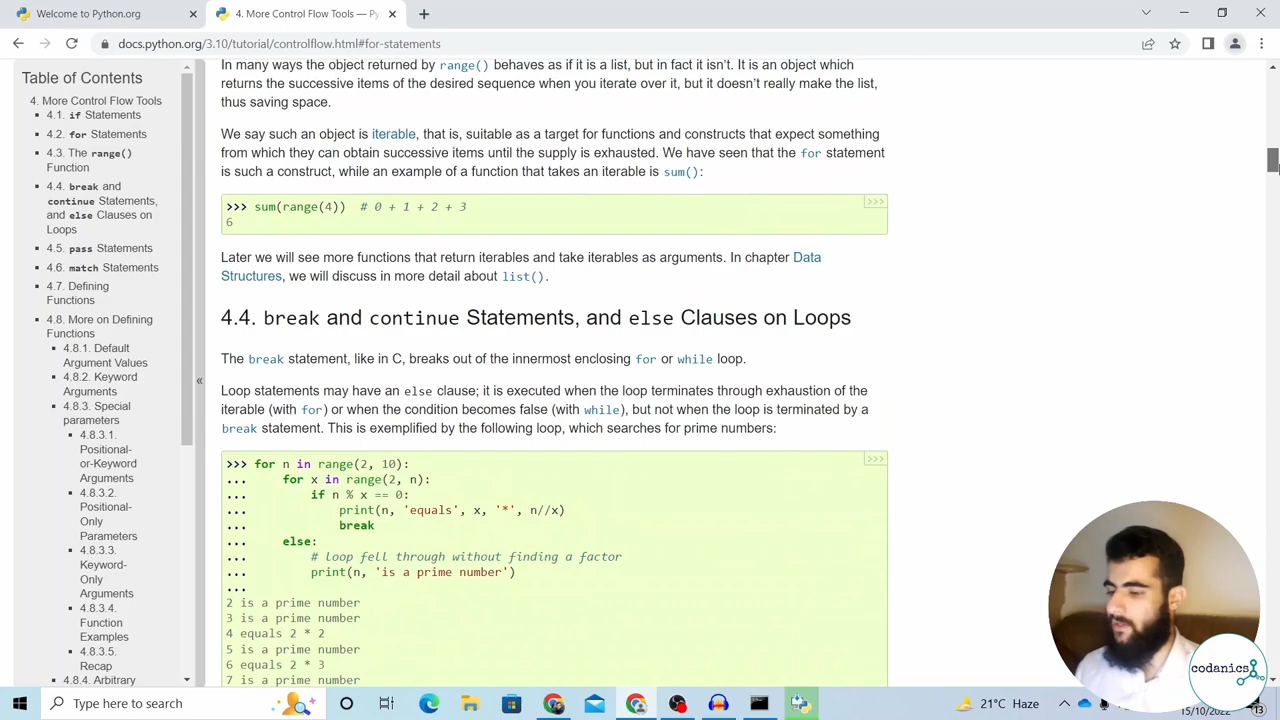 Welcome to Python.org
4. More Control Flow Tools — Py
docs.python.org/3.10/tutorial/controlflow.html#for-statements
Table of Contents
4. More Control Flow Tools
4.1. if Statements
4.2. for Statements
4.3. The range()
Function
4.4. break and
continue Statements,
and else Clauses on
Loops
4.5. pass Statements
4.6. match Statements
4.7. Defining
Functions
4.8. More on Defining
Functions
4.8.1. Default
Argument Values
4.8.2. Keyword
Arguments
4.8.3. Special
parameters
4.8.3.1.
Positional-
or-Keyword
Arguments
4.8.3.2.
Positional-
Only
Parameters
4.8.3.3.
Keyword-
Only
Arguments
4.8.3.4.
Function
Examples
4.8.3.5.
Recap
4.8.4. Arbitrary
«
In many ways the object returned by range() behaves as if it is a list, but in fact it isn't. It is an object which
returns the successive items of the desired sequence when you iterate over it, but it doesn't really make the list,
thus saving space.
We say such an object is iterable, that is, suitable as a target for functions and constructs that expect something
from which they can obtain successive items until the supply is exhausted. We have seen that the for statement
is such a construct, while an example of a function that takes an iterable is sum():
>>> sum(range(4)) # 0 + 1 + 2 + 3
>>>
6
Later we will see more functions that return iterables and take iterables as arguments. In chapter Data
Structures, we will discuss in more detail about list().
4.4. break and continue Statements, and else Clauses on Loops
The break statement, like in C, breaks out of the innermost enclosing for or while loop.
Loop statements may have an else clause; it is executed when the loop terminates through exhaustion of the
iterable (with for) or when the condition becomes false (with while), but not when the loop is terminated by a
break statement. This is exemplified by the following loop, which searches for prime numbers:
>>> for n in range(2, 10):
>>>
... for x in range(2, n):
... if n % x == 0:
... print(n, 'equals', x, '*', n//x)
... break
... else:
... # loop fell through without finding a factor
... print(n, 'is a prime number')
...
2 is a prime number
3 is a prime number
4 equals 2 * 2
5 is a prime number
6 equals 2 * 3
7 is a prime number
codanics
Type here to search
21°C Haze
15/10/2022
13